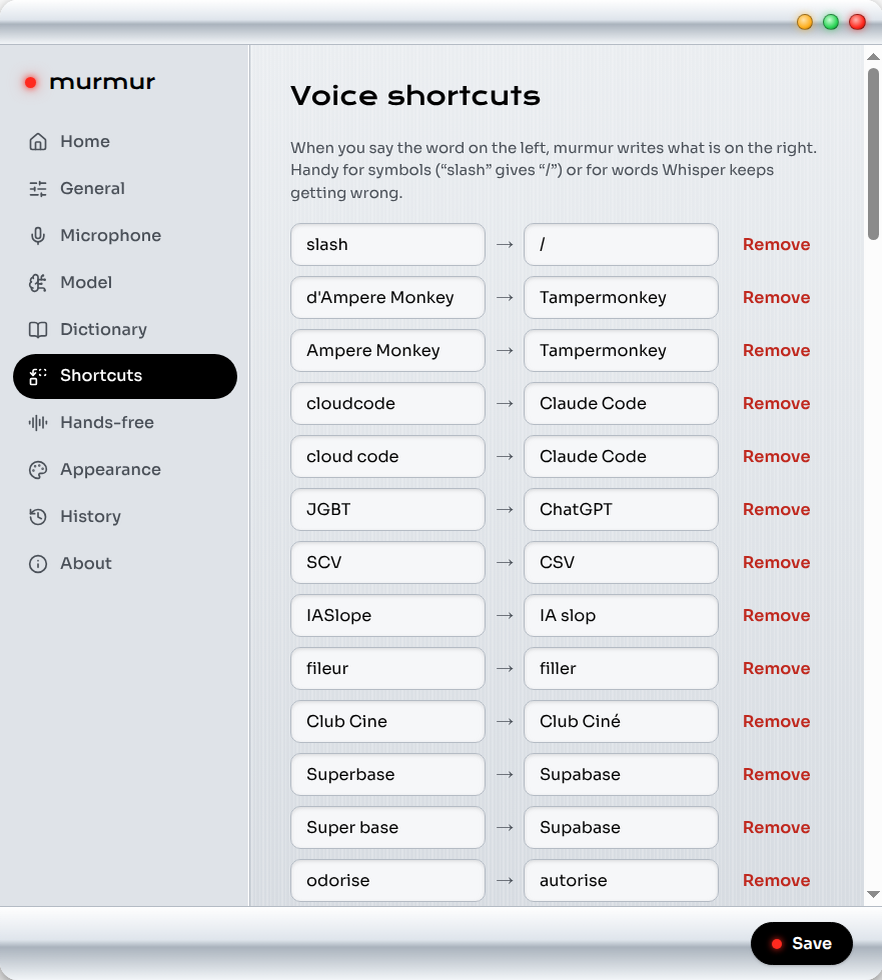 murmur
Home
General
Microphone
Model
Dictionary
Shortcuts
Hands-free
Appearance
History
About
Voice shortcuts
When you say the word on the left, murmur writes what is on the right.
Handy for symbols (“slash” gives “/”) or for words Whisper keeps
getting wrong.
slash → / Remove
d'Ampere Monkey → Tampermonkey Remove
Ampere Monkey → Tampermonkey Remove
cloudcode → Claude Code Remove
cloud code → Claude Code Remove
JGBT → ChatGPT Remove
SCV → CSV Remove
IASlope → IA slop Remove
fileur → filler Remove
Club Cine → Club Ciné Remove
Superbase → Supabase Remove
Super base → Supabase Remove
odorise → autorise Remove
Save